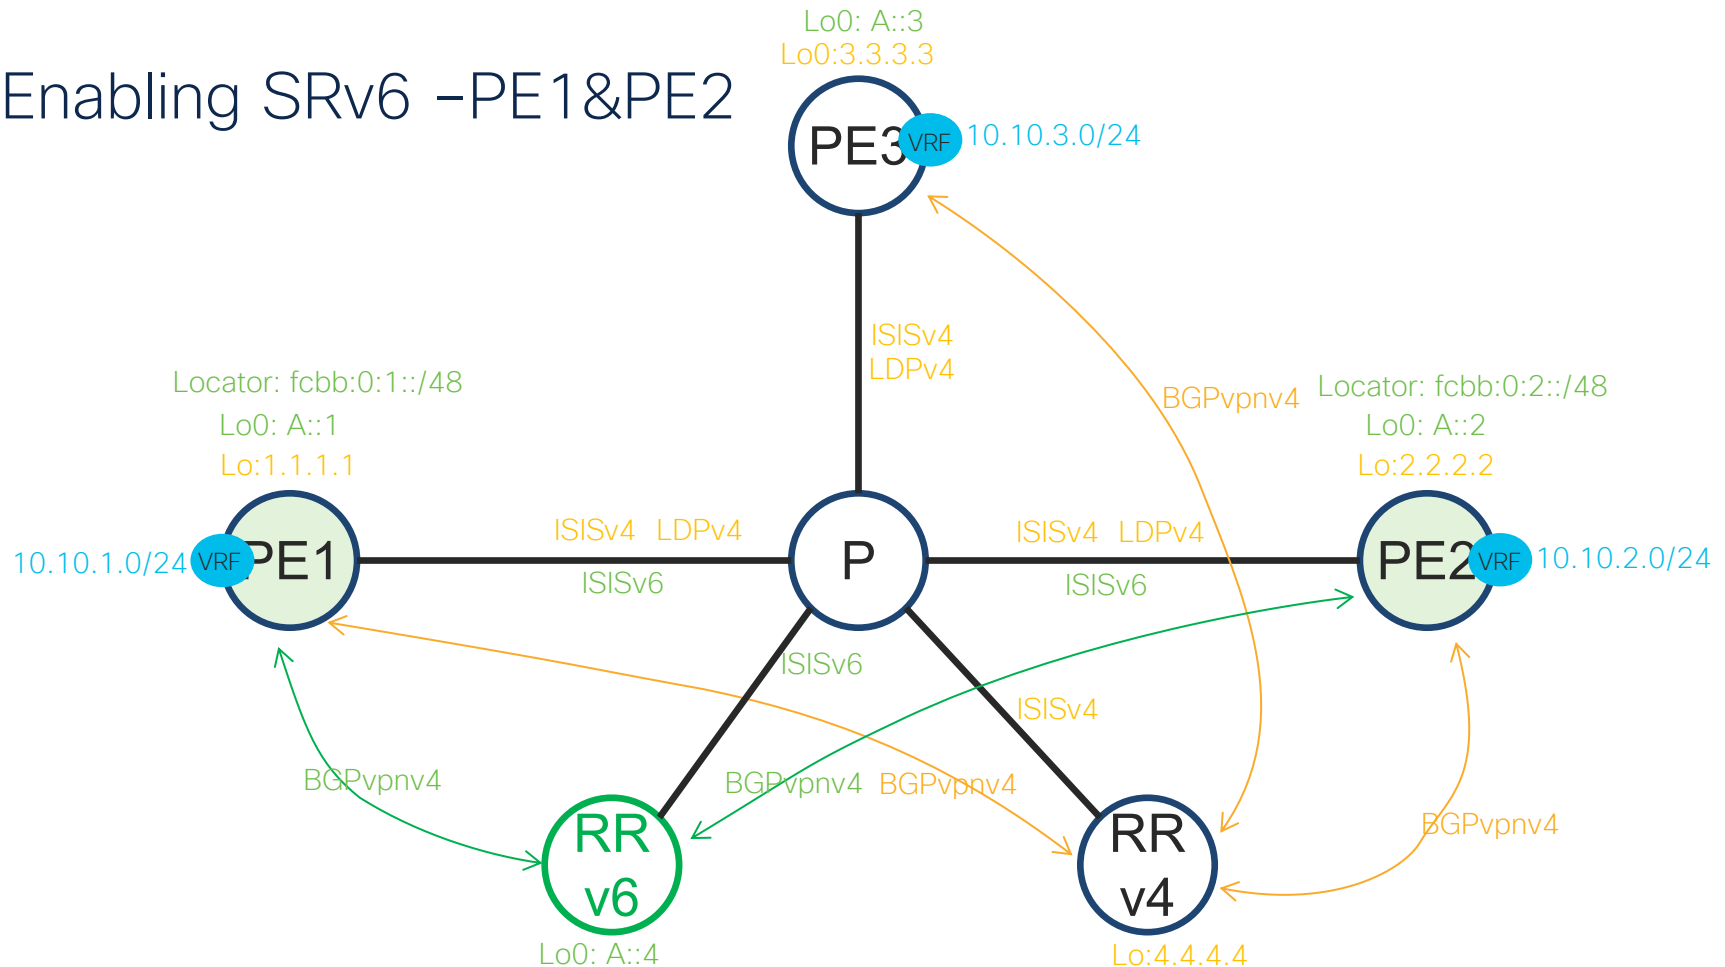 Lo0: A::3
Lo0:3.3.3.3
Enabling SRv6 –PE1&PE2
PE3
VRF
10.10.3.0/24
ISISv4
LDPv4
BGPvpnv4
Locator: fcbb:0:1::/48
Lo0: A::1
Lo:1.1.1.1
Locator: fcbb:0:2::/48
Lo0: A::2
Lo:2.2.2.2
10.10.1.0/24
VRF
PE1
ISISv4 LDPv4
ISISv6
P
ISISv4 LDPv4
ISISv6
PE2
VRF
10.10.2.0/24
ISISv6
ISISv4
BGPvpnv4
BGPvpnv4
BGPvpnv4
BGPvpnv4
RR
v6
Lo0: A::4
RR
v4
Lo:4.4.4.4